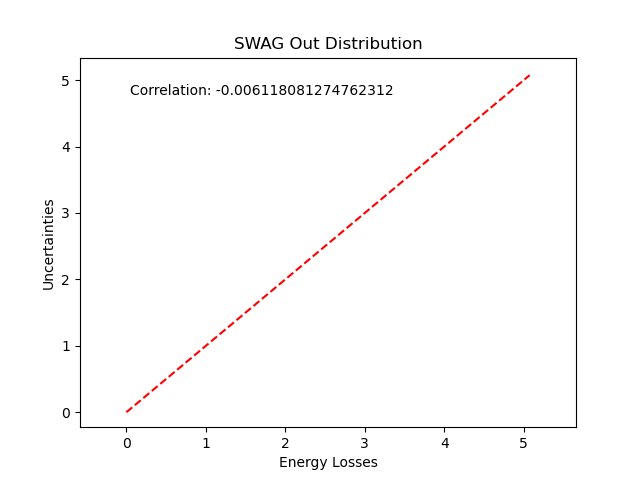 SWAG Out Distribution
Correlation: -0.006118081274762312
5
4
3
2
1
0
Uncertainties
0 1 2 3 4 5
Energy Losses